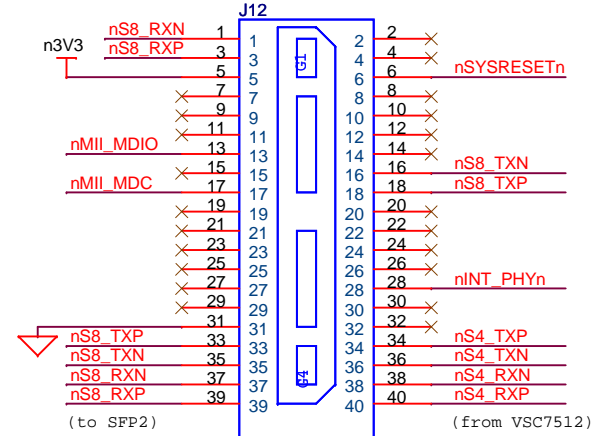 J12
nS8_RXN 1 1 2 2
n3V3 nS8_RXP 3 3 G1 4 4
5 5 6 6 nSYSRESETn
7 7 8 8
9 9 10 10
11 11 12 12
nMII_MDIO 13 13 14 14
15 15 16 16 nS8_TXN
nMII_MDC 17 17 18 18 nS8_TXP
19 19 20 20
21 21 22 22
23 23 24 24
25 25 26 26
27 27 28 28 nINT_PHYn
29 29 30 30
31 31 32 32
nS8_TXP 33 33 34 34 nS4_TXP
nS8_TXN 35 35 36 36 nS4_TXN
nS8_RXN 37 37 G4 38 38 nS4_RXN
nS8_RXP 39 39 40 40 nS4_RXP
(to SFP2) (from VSC7512)